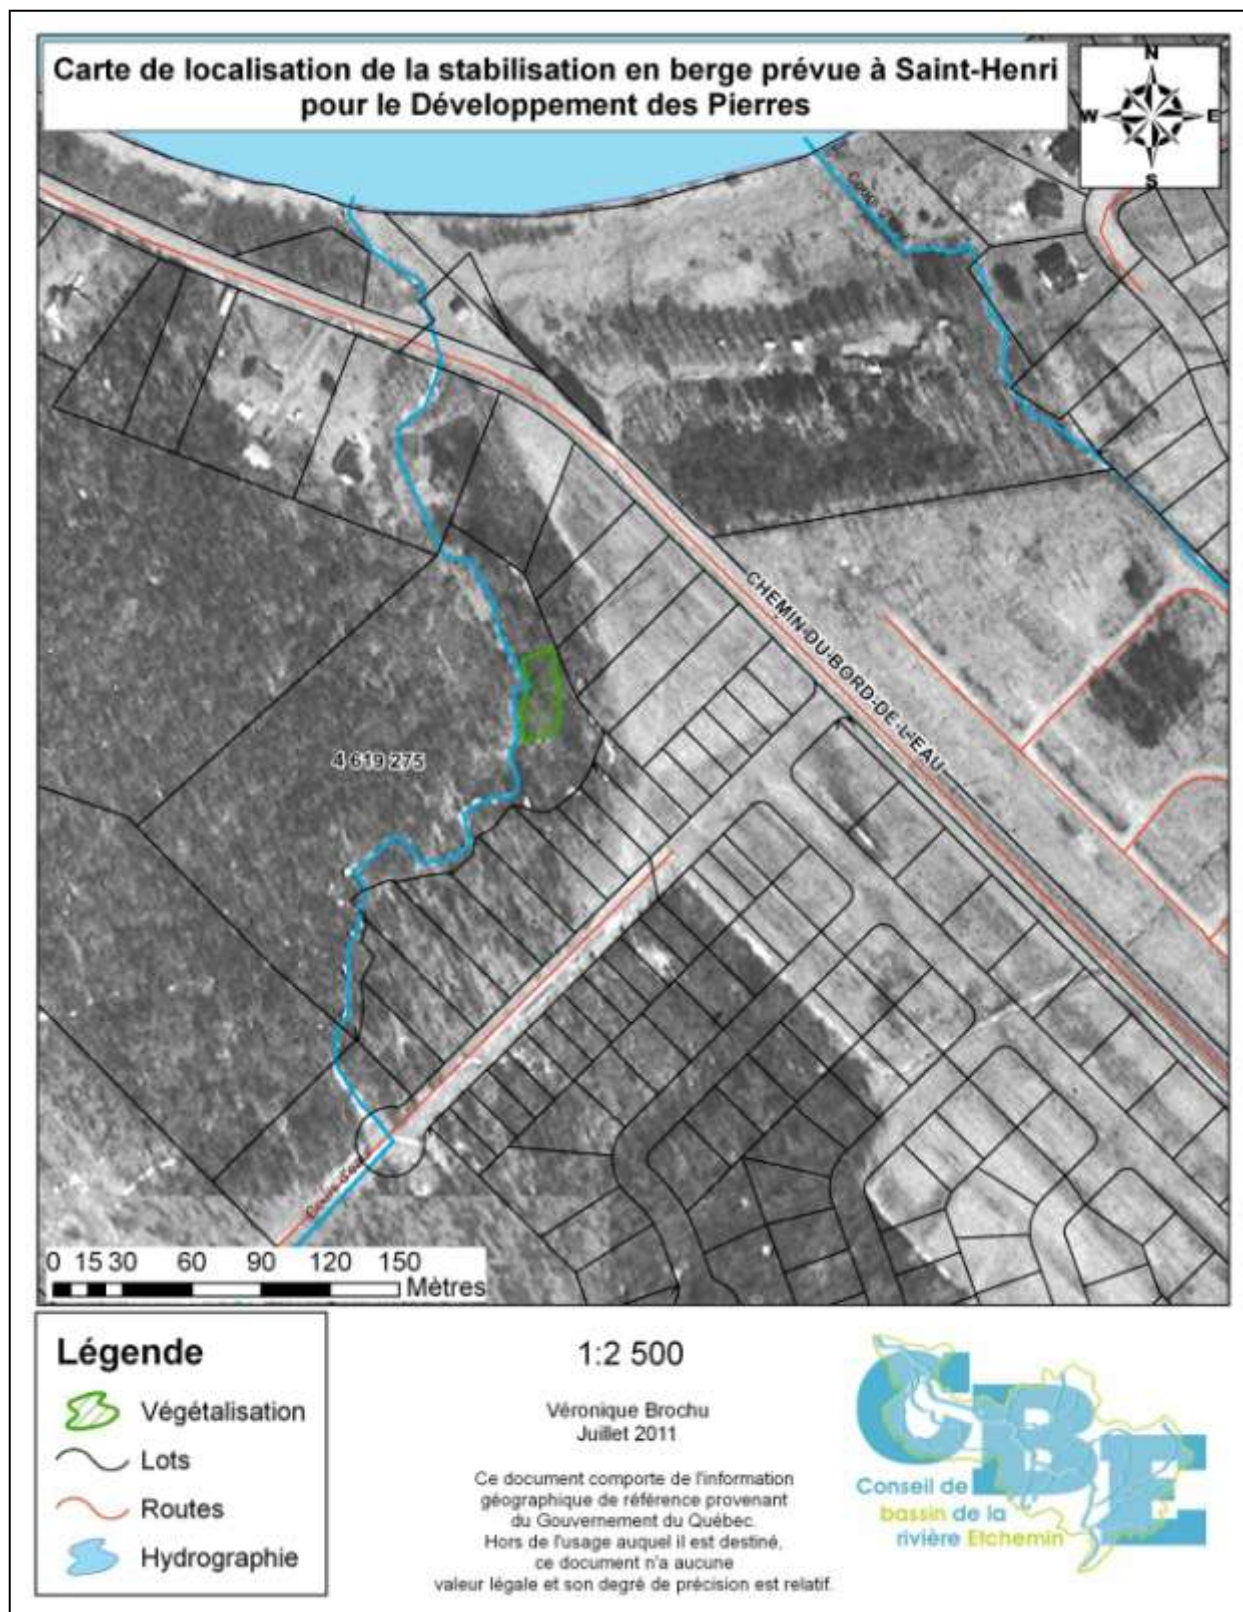 Carte de localisation de la stabilisation en berge prévue à Saint-Henri
pour le Développement des Pierres
N
W E
S
Cours d'eau
CHEMIN-DU-BORD-DE-L'EAU
4 619 275
Cours d'eau
0 15 30 60 90 120 150
Mètres
Légende
Végétalisation
Lots
Routes
Hydrographie
1:2 500
Véronique Brochu
Juillet 2011
Ce document comporte de l'information
géographique de référence provenant
du Gouvernement du Québec.
Hors de l'usage auquel il est destiné,
ce document n'a aucune
valeur légale et son degré de précision est relatif.
CBE
Conseil de
bassin de la
rivière Etchemin